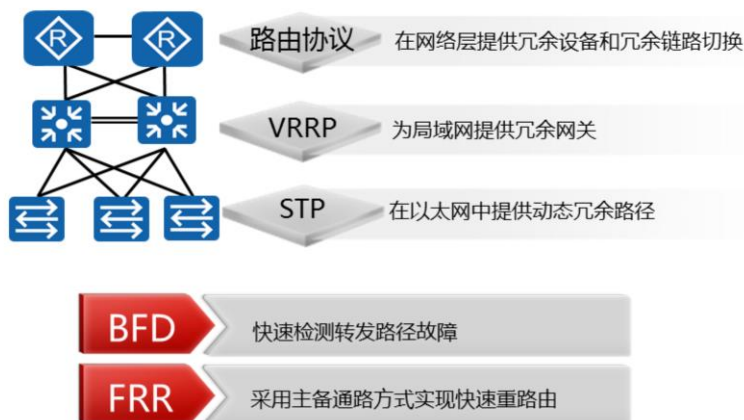 R R
路由协议 在网络层提供冗余设备和冗余链路切换
VRRP 为局域网提供冗余网关
STP 在以太网中提供动态冗余路径
BFD 快速检测转发路径故障
FRR 采用主备通路方式实现快速重路由